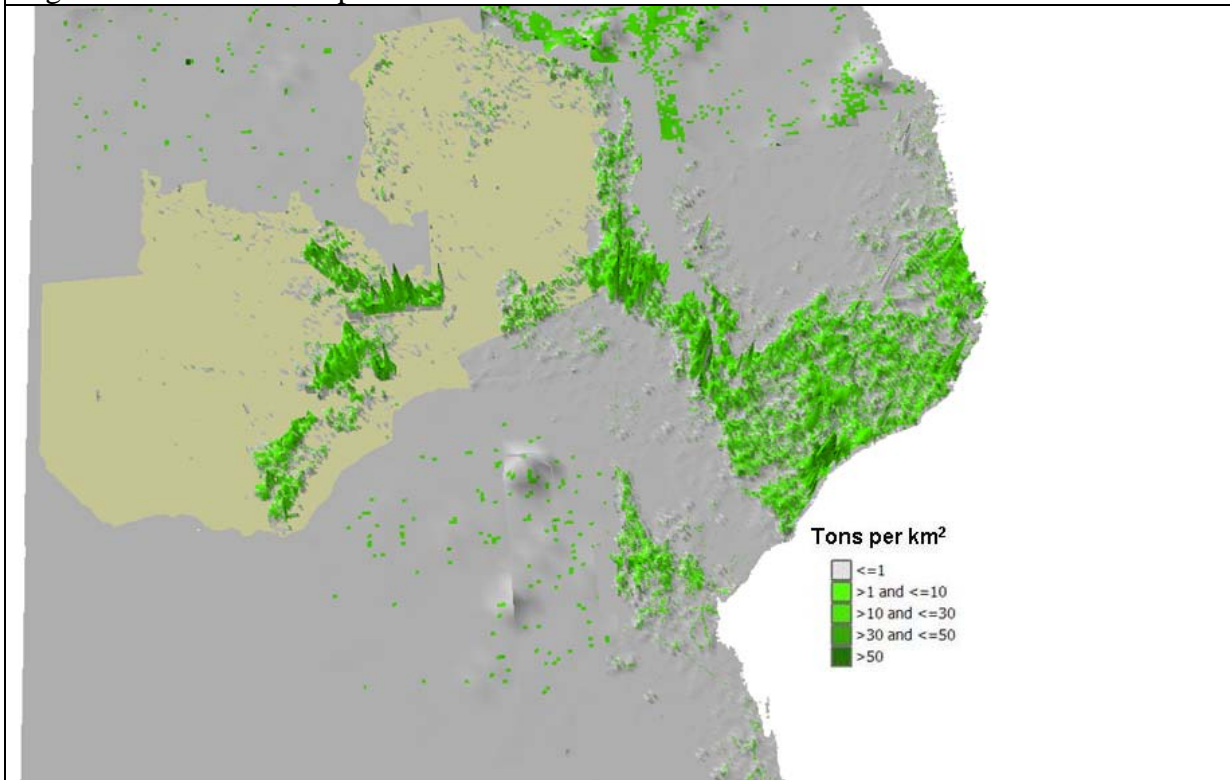 Tons per km²
<=1
>1 and <=10
>10 and <=30
>30 and <=50
>50